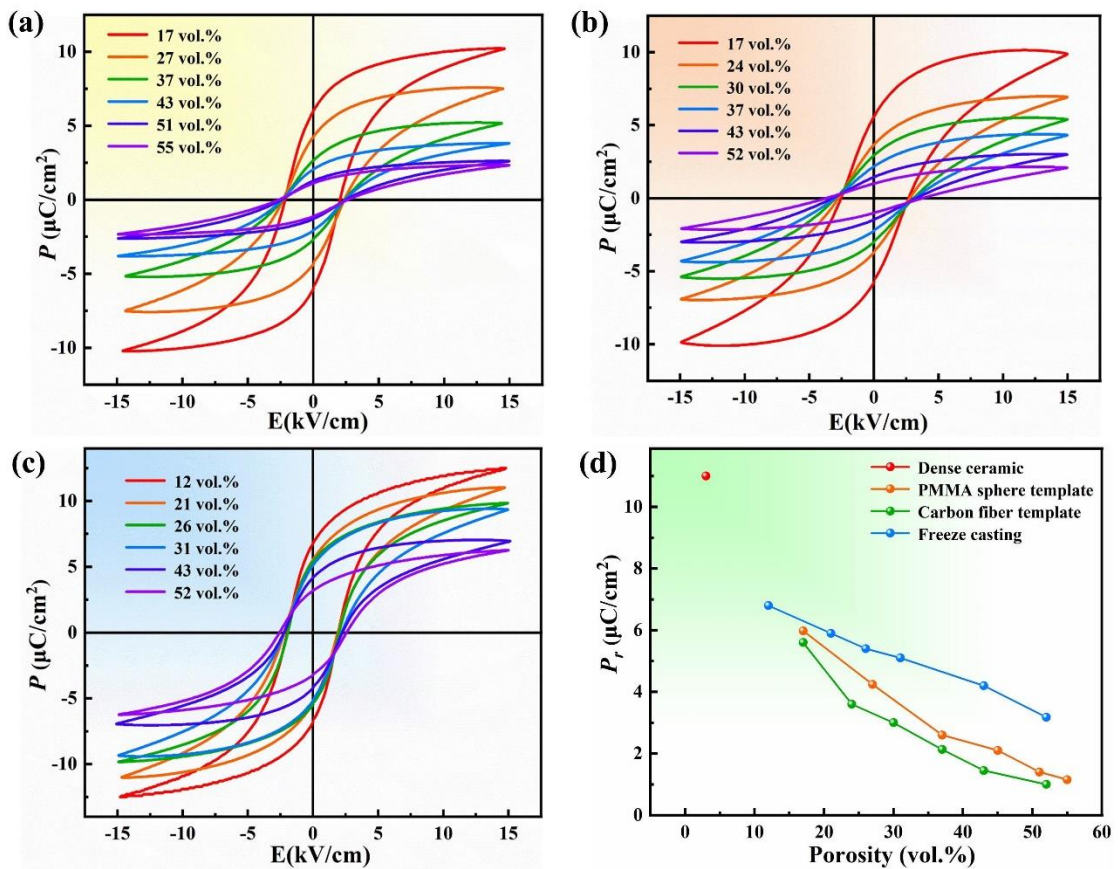 (a)
17 vol.%
27 vol.%
37 vol.%
43 vol.%
51 vol.%
55 vol.%
10
5
0
-5
-10
P (μC/cm²)
-15 -10 -5 0 5 10 15
E(kV/cm)
(b)
17 vol.%
24 vol.%
30 vol.%
37 vol.%
43 vol.%
52 vol.%
10
5
0
-5
-10
P (μC/cm²)
-15 -10 -5 0 5 10 15
E(kV/cm)
(c)
12 vol.%
21 vol.%
26 vol.%
31 vol.%
43 vol.%
52 vol.%
10
5
0
-5
-10
P (μC/cm²)
-15 -10 -5 0 5 10 15
E(kV/cm)
(d)
Dense ceramic
PMMA sphere template
Carbon fiber template
Freeze casting
10
8
6
4
2
0
Pr (μC/cm²)
0 10 20 30 40 50 60
Porosity (vol.%)